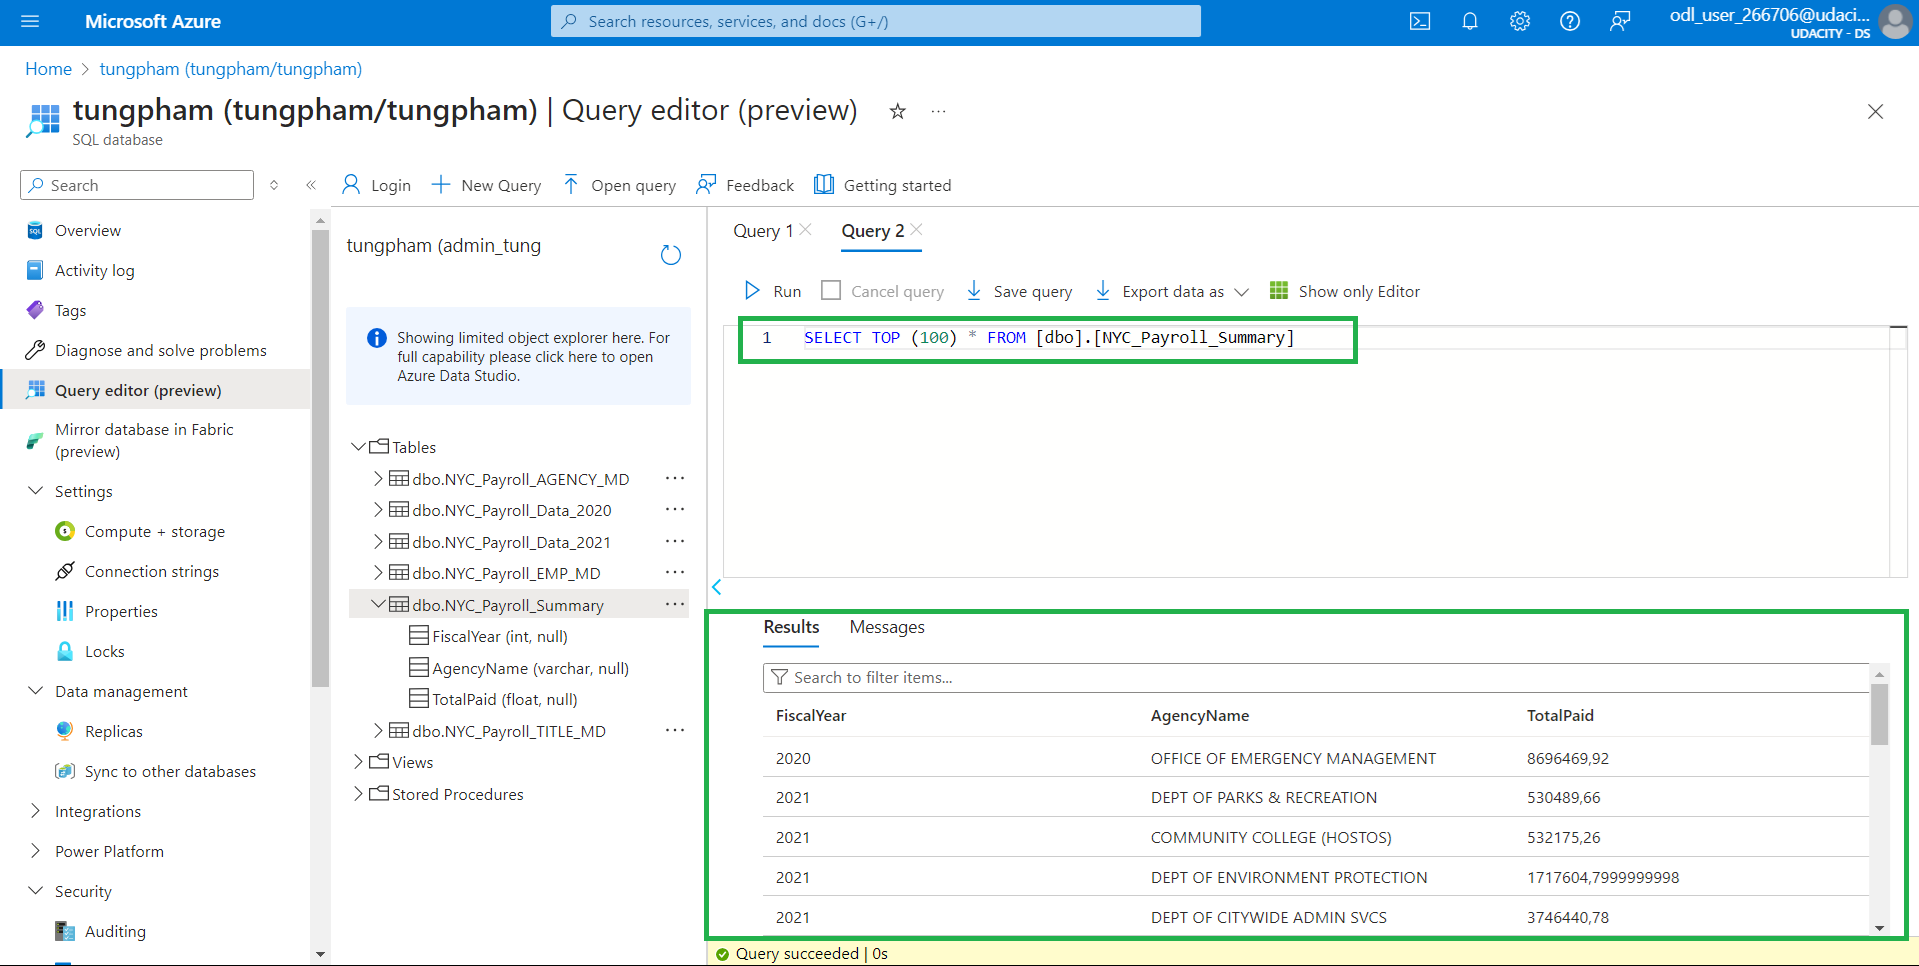 Microsoft Azure
Search resources, services, and docs (G+/)
odl_user_266706@udaci...
UDACITY - DS
Home
tungpham (tungpham/tungpham)
tungpham (tungpham/tungpham) | Query editor (preview)
SQL database
Search
Login
New Query
Open query
Feedback
Getting started
Overview
Activity log
Tags
Diagnose and solve problems
Query editor (preview)
Mirror database in Fabric
(preview)
Settings
Compute + storage
Connection strings
Properties
Locks
Data management
Replicas
Sync to other databases
Integrations
Power Platform
Security
Auditing
tungpham (admin_tung
Showing limited object explorer here. For
full capability please click here to open
Azure Data Studio.
Tables
dbo.NYC_Payroll_AGENCY_MD
dbo.NYC_Payroll_Data_2020
dbo.NYC_Payroll_Data_2021
dbo.NYC_Payroll_EMP_MD
dbo.NYC_Payroll_Summary
FiscalYear (int, null)
AgencyName (varchar, null)
TotalPaid (float, null)
dbo.NYC_Payroll_TITLE_MD
Views
Stored Procedures
Query 1
Query 2
Run
Cancel query
Save query
Export data as
Show only Editor
1 SELECT TOP (100) * FROM [dbo].[NYC_Payroll_Summary]
Results
Messages
Search to filter items...
FiscalYear AgencyName TotalPaid
2020 OFFICE OF EMERGENCY MANAGEMENT 8696469,92
2021 DEPT OF PARKS & RECREATION 530489,66
2021 COMMUNITY COLLEGE (HOSTOS) 532175,26
2021 DEPT OF ENVIRONMENT PROTECTION 1717604,7999999998
2021 DEPT OF CITYWIDE ADMIN SVCS 3746440,78
Query succeeded | 0s